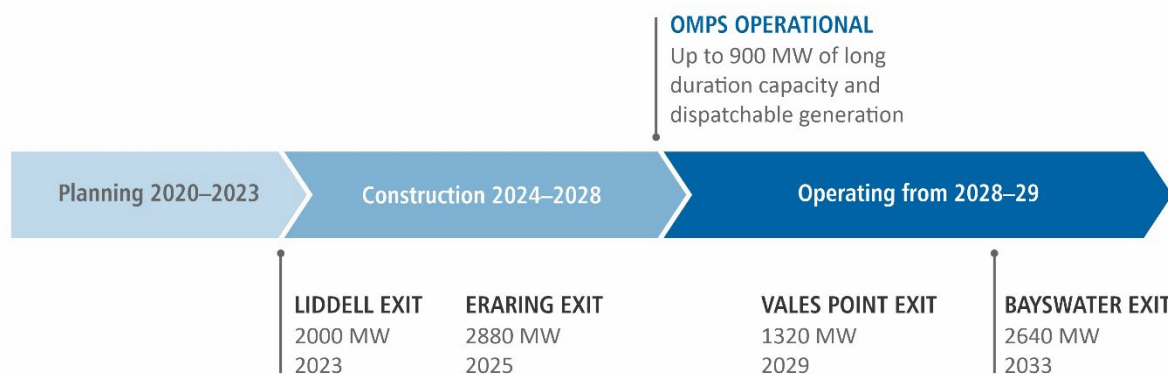 OMPS OPERATIONAL
Up to 900 MW of long
duration capacity and
dispatchable generation
Planning 2020–2023
Construction 2024–2028
Operating from 2028–29
LIDDELL EXIT
2000 MW
2023
ERARING EXIT
2880 MW
2025
VALES POINT EXIT
1320 MW
2029
BAYSWATER EXIT
2640 MW
2033